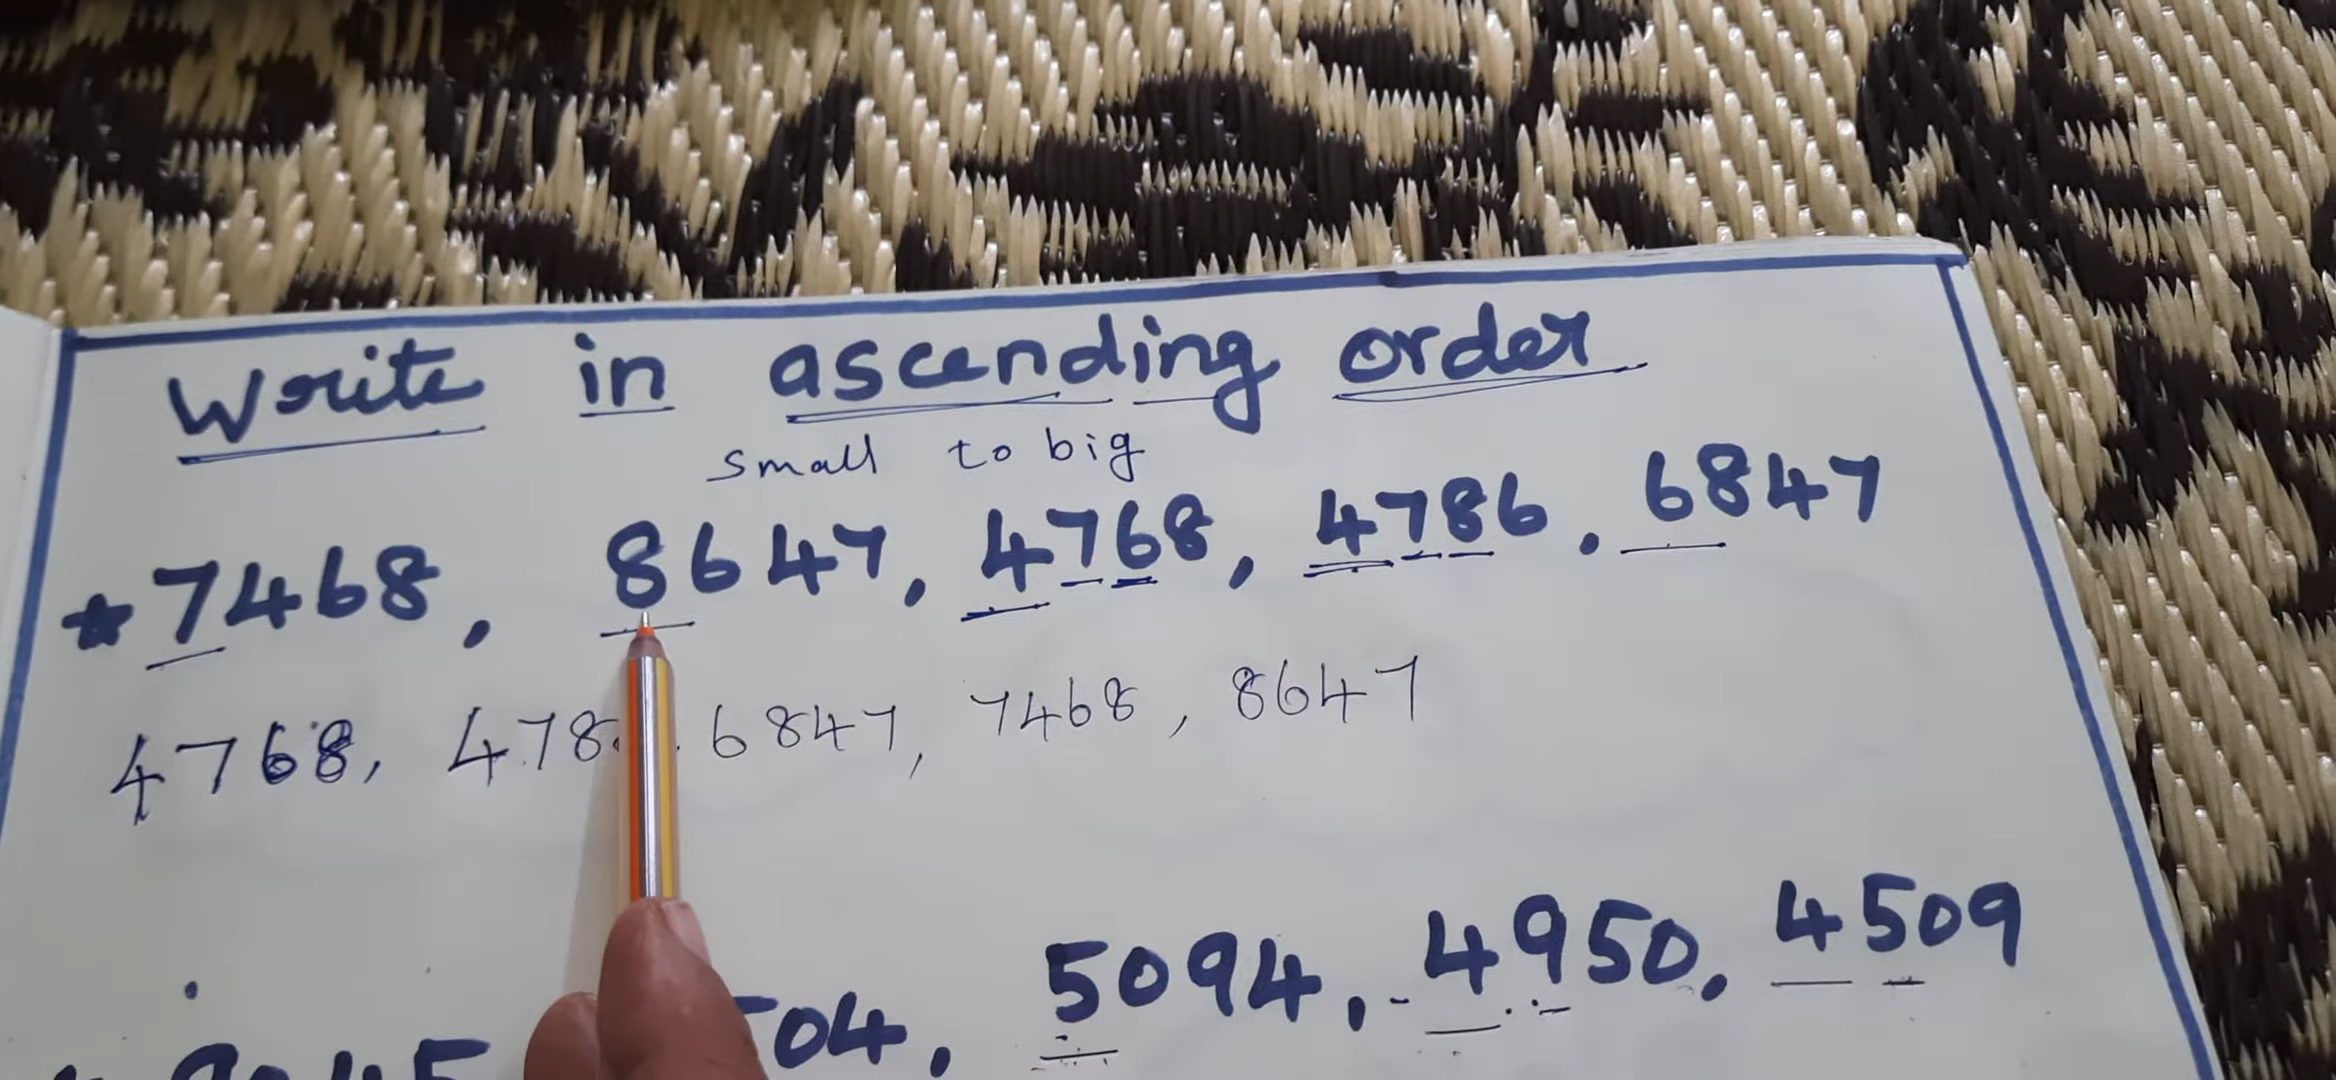 Write in ascending order
small to big
*7468, 8647, 4768, 4786, 6847
4768, 478 6847, 7468, 8647
5094, 4950, 4509